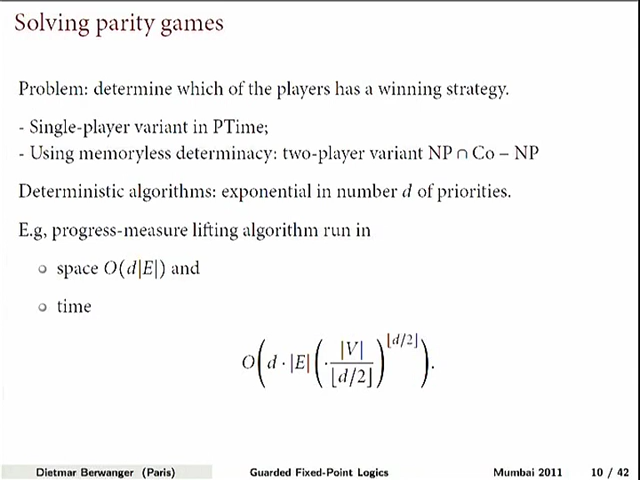 Solving parity games
Problem: determine which of the players has a winning strategy.
- Single-player variant in PTime;
- Using memoryless determinacy: two-player variant NP ∩ Co − NP
Deterministic algorithms: exponential in number d of priorities.
E.g, progress-measure lifting algorithm run in
space O(d|E|) and
time
O(d · |E| (· |V| / ⌊d/2⌋)^⌊d/2⌋).
Dietmar Berwanger (Paris) Guarded Fixed-Point Logics Mumbai 2011 10 / 42